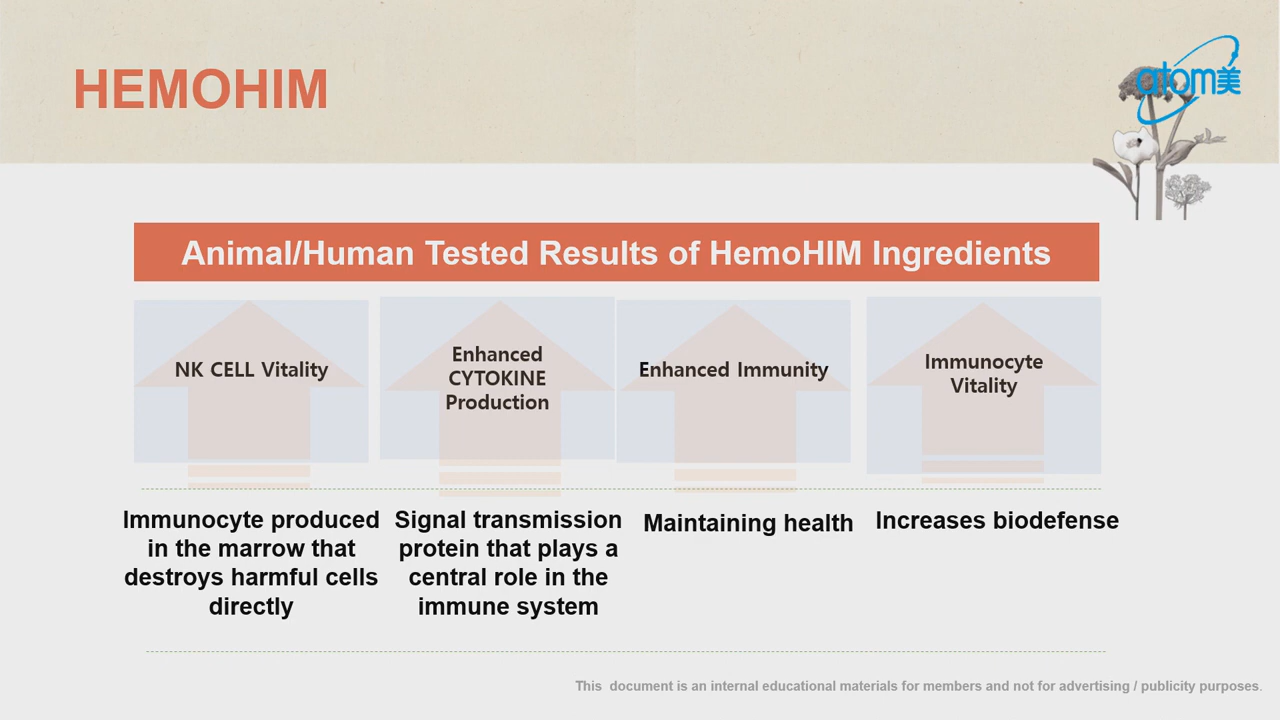 HEMOHIM
atom美
Animal/Human Tested Results of HemoHIM Ingredients
NK CELL Vitality
Enhanced
CYTOKINE
Production
Enhanced Immunity
Immunocyte
Vitality
Immunocyte produced
in the marrow that
destroys harmful cells
directly
Signal transmission
protein that plays a
central role in the
immune system
Maintaining health
Increases biodefense
This document is an internal educational materials for members and not for advertising / publicity purposes.